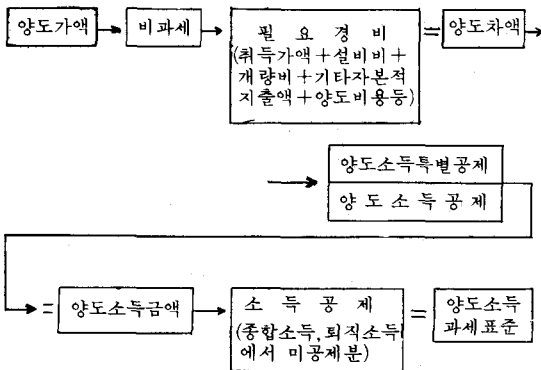 양도가액 → 비과세 → 필요경비 = 양도차액 →
(취득가액+설비비+
개량비+기타자본적
지출액+양도비용등)
→ 양도소득특별공제
양도소득공제
→ = 양도소득금액 → 소득공제 = 양도소득
(종합소득, 퇴직소득 과세표준
에서 미공제분)